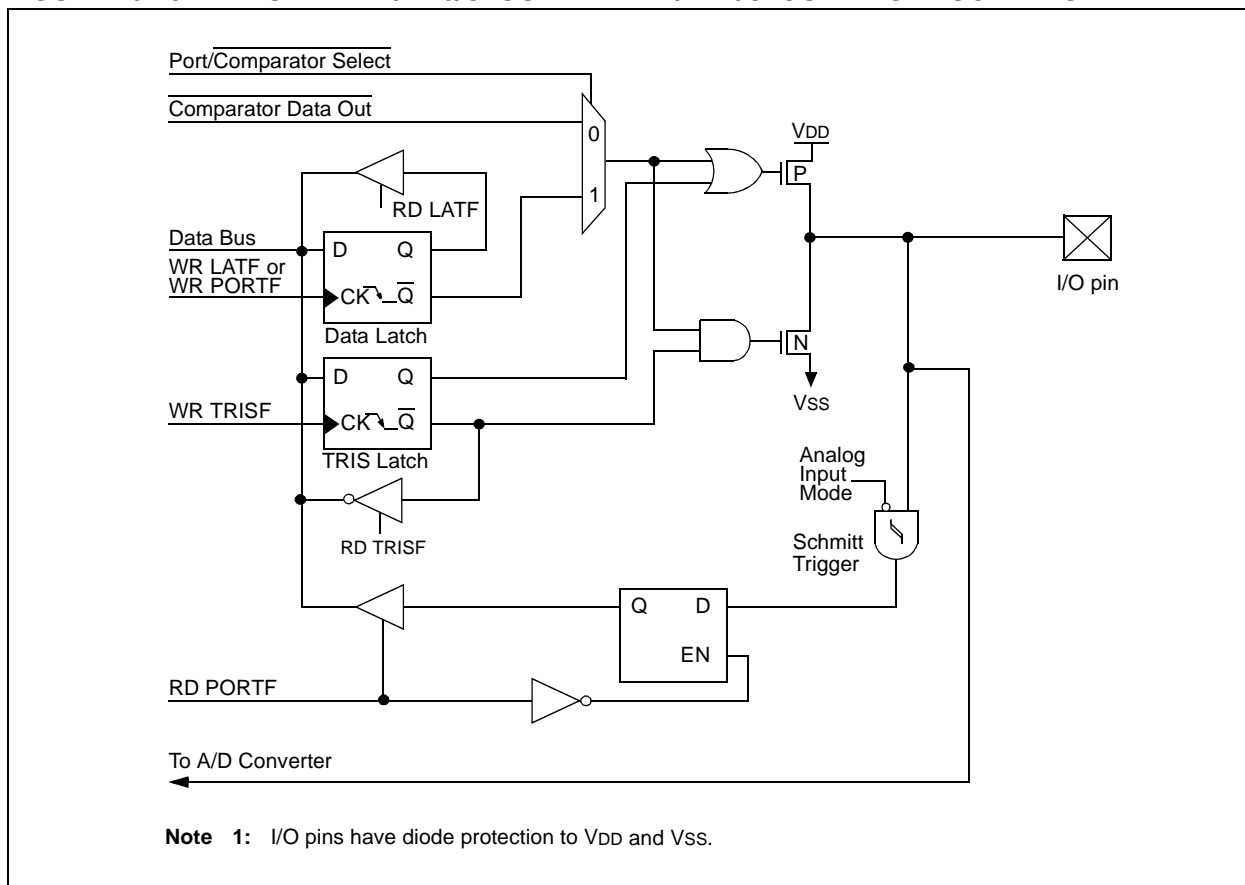 Port/Comparator Select
Comparator Data Out
0
1
RD LATF
Data Bus
WR LATF or
WR PORTF
D Q
CK Q
Data Latch
D Q
CK Q
TRIS Latch
WR TRISF
RD TRISF
VDD
P
N
VSS
I/O pin
Analog
Input
Mode
Schmitt
Trigger
Q D
EN
RD PORTF
To A/D Converter
Note 1: I/O pins have diode protection to VDD and VSS.